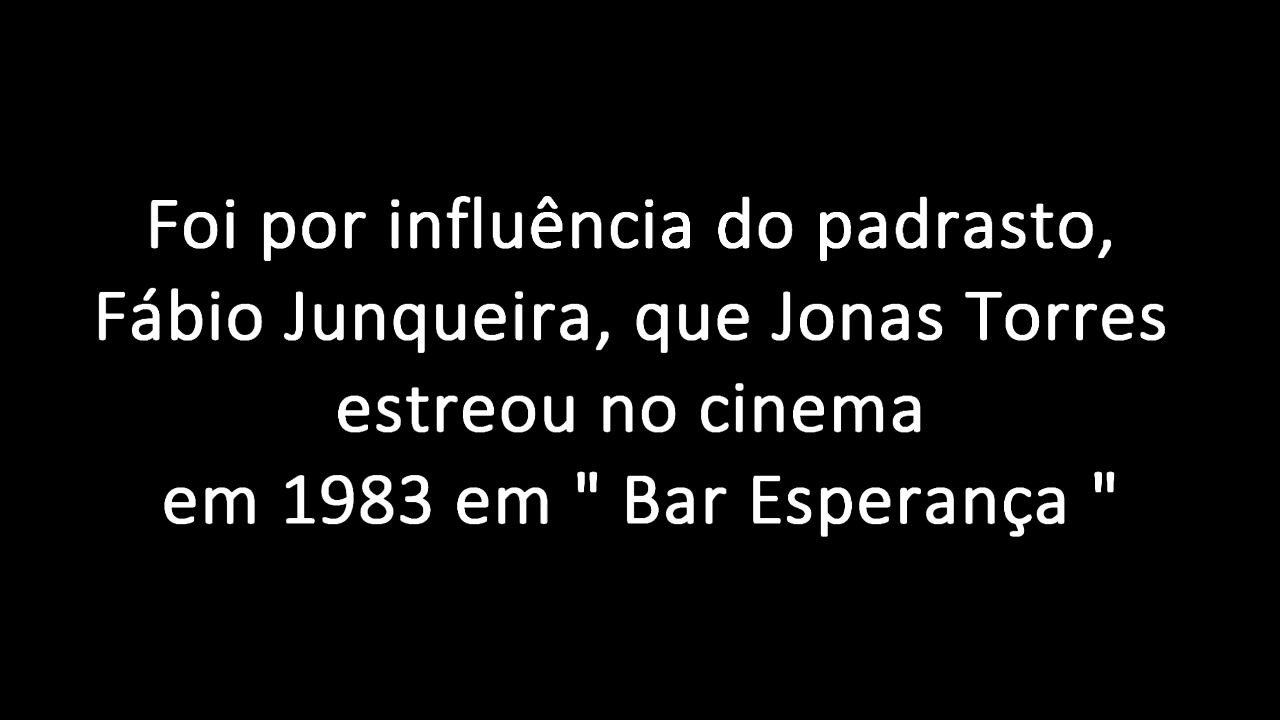 Foi por influência do padrasto,
Fábio Junqueira, que Jonas Torres
estreou no cinema
em 1983 em " Bar Esperança "